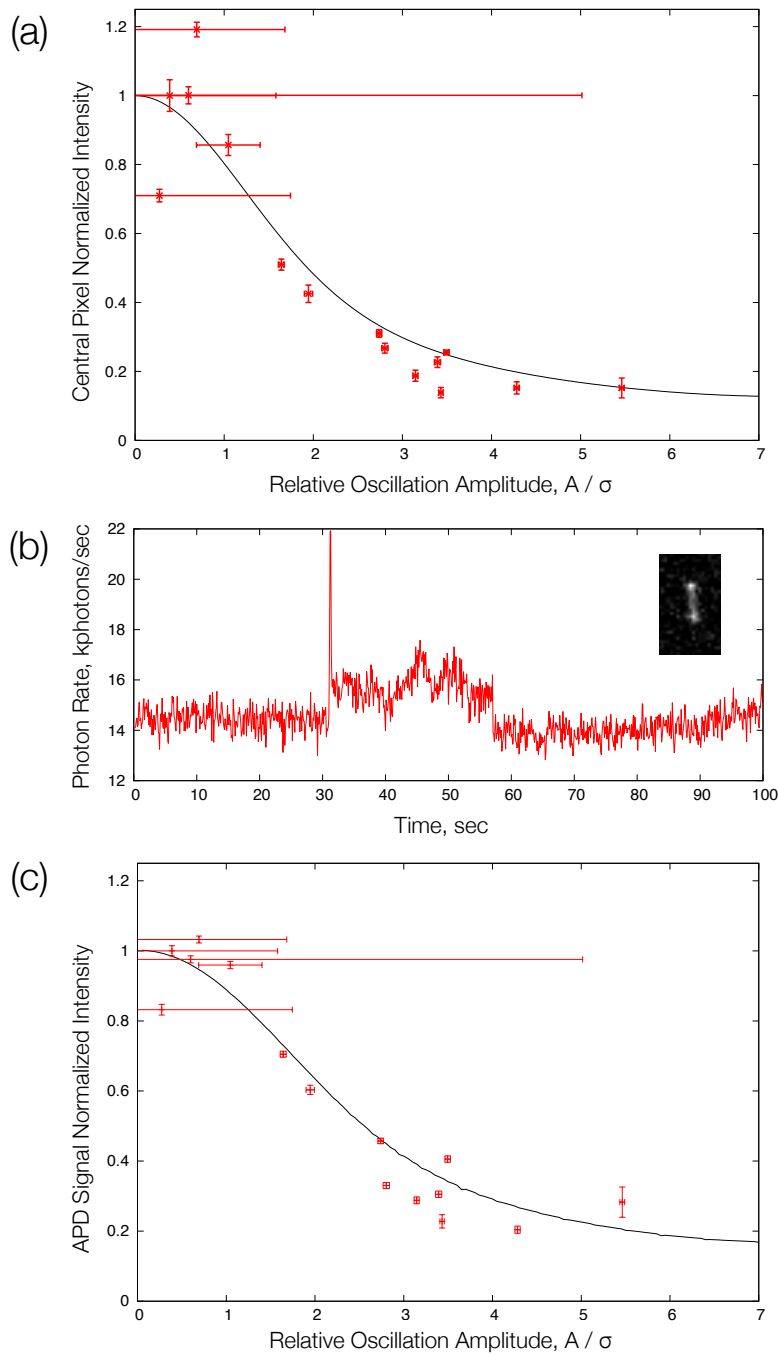 (a)
Central Pixel Normalized Intensity
1.2
1
0.8
0.6
0.4
0.2
0
0 1 2 3 4 5 6 7
Relative Oscillation Amplitude, A / σ
(b)
Photon Rate, kphotons/sec
22
20
18
16
14
12
0 10 20 30 40 50 60 70 80 90 100
Time, sec
(c)
APD Signal Normalized Intensity
1.2
1
0.8
0.6
0.4
0.2
0
0 1 2 3 4 5 6 7
Relative Oscillation Amplitude, A / σ